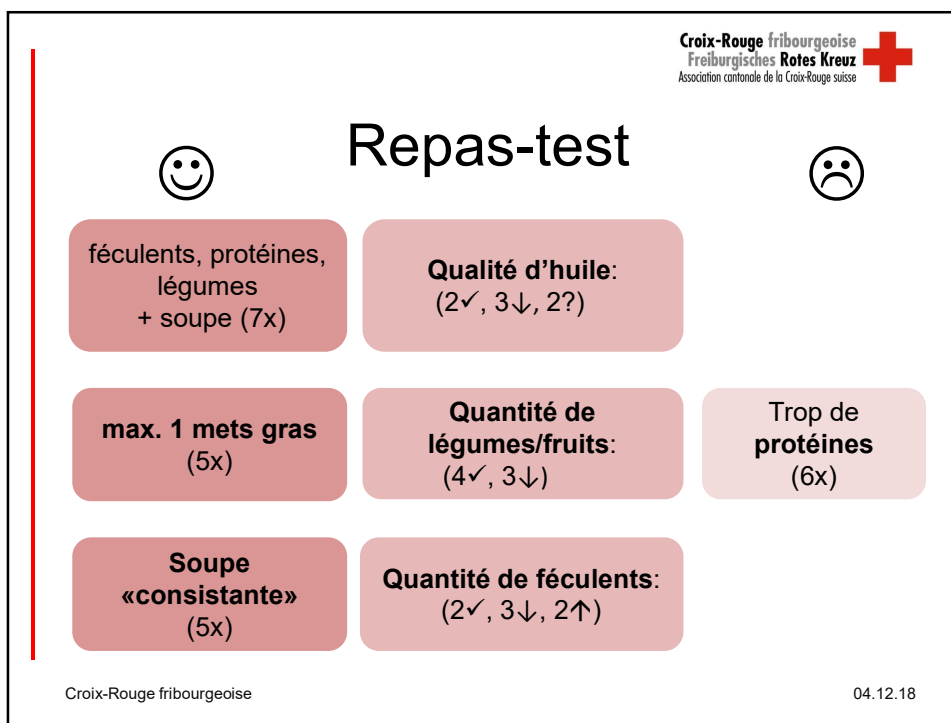 Croix-Rouge fribourgeoise
Freiburgisches Rotes Kreuz
Association cantonale de la Croix-Rouge suisse
Repas-test
féculents, protéines,
légumes
+ soupe (7x)
Qualité d’huile:
(2✓, 3↓, 2?)
max. 1 mets gras
(5x)
Quantité de
légumes/fruits:
(4✓, 3↓)
Trop de
protéines
(6x)
Soupe
«consistante»
(5x)
Quantité de féculents:
(2✓, 3↓, 2↑)
Croix-Rouge fribourgeoise
04.12.18